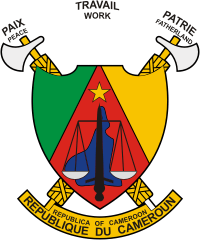 TRAVAIL
WORK
PAIX
PEACE
PATRIE
FATHERLAND
REPUBLICA OF CAMEROON
REPUBLIQUE DU CAMEROUN